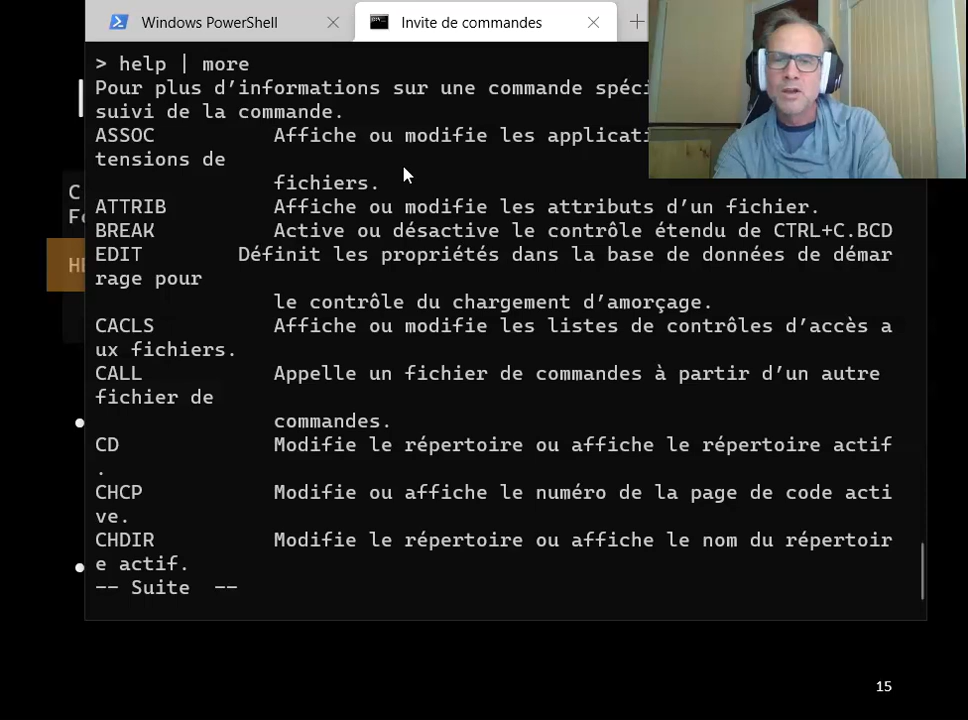 Windows PowerShell
Invite de commandes
> help | more
Pour plus d'informations sur une commande
suivi de la commande.
ASSOC Affiche ou modifie les
tensions de
fichiers.
ATTRIB Affiche ou modifie les attributs d'un fichier.
BREAK Active ou désactive le contrôle étendu de CTRL+C.BCD
EDIT Définit les propriétés dans la base de données de démar
rage pour
le contrôle du chargement d'amorçage.
CACLS Affiche ou modifie les listes de contrôles d'accès a
ux fichiers.
CALL Appelle un fichier de commandes à partir d'un autre
fichier de
commandes.
CD Modifie le répertoire ou affiche le répertoire actif
.
CHCP Modifie ou affiche le numéro de la page de code acti
ve.
CHDIR Modifie le répertoire ou affiche le nom du répertoir
e actif.
-- Suite --
15